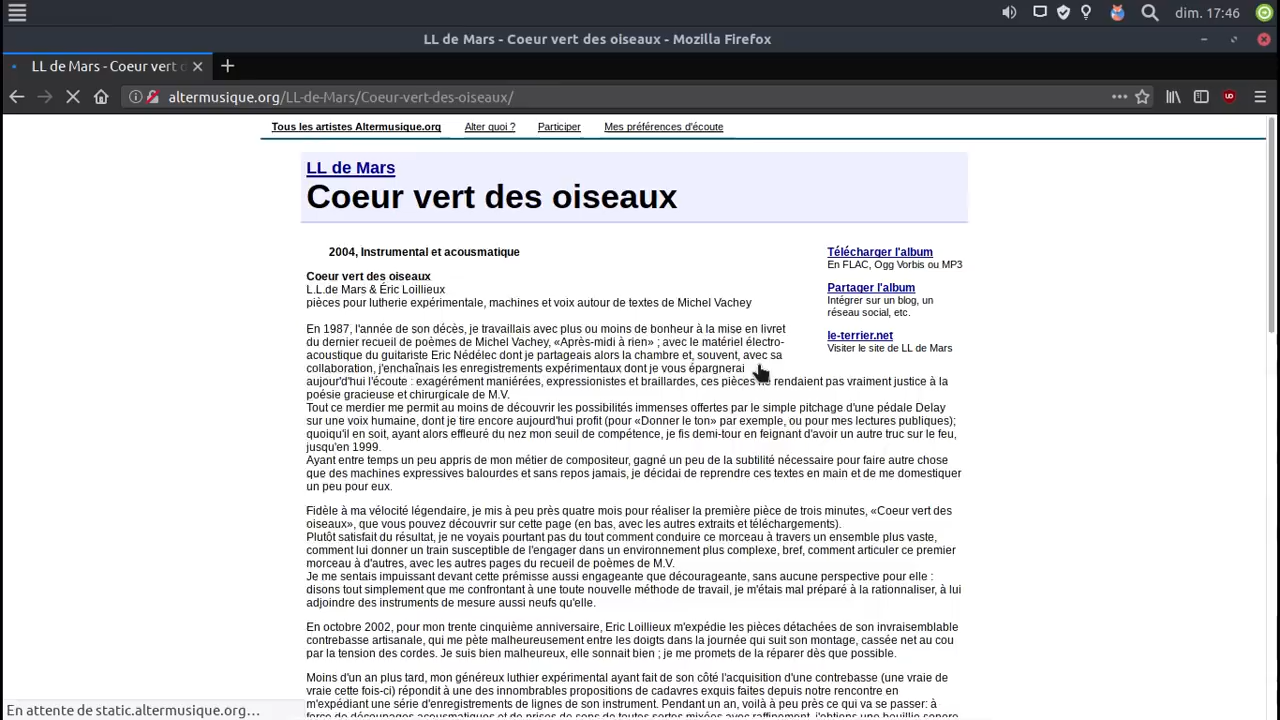 dim. 17:46
LL de Mars - Coeur vert des oiseaux - Mozilla Firefox
LL de Mars - Coeur vert
altermusique.org/LL-de-Mars/Coeur-vert-des-oiseaux/
Tous les artistes Altermusique.org Alter quoi ? Participer Mes préférences d'écoute
LL de Mars
Coeur vert des oiseaux
2004, Instrumental et acousmatique
Télécharger l'album
En FLAC, Ogg Vorbis ou MP3
Partager l'album
Intégrer sur un blog, un
réseau social, etc.
le-terrier.net
Visiter le site de LL de Mars
Coeur vert des oiseaux
L.L.de Mars & Éric Loillieux
pièces pour lutherie expérimentale, machines et voix autour de textes de Michel Vachey
En 1987, l'année de son décès, je travaillais avec plus ou moins de bonheur à la mise en livret
du dernier recueil de poèmes de Michel Vachey, «Après-midi à rien» ; avec le matériel électro-
acoustique du guitariste Eric Nédélec dont je partageais alors la chambre et, souvent, avec sa
collaboration, j'enchaînais les enregistrements expérimentaux dont je vous épargnerai
aujourd'hui l'écoute : exagérément maniérées, expressionistes et braillardes, ces pièces ne rendaient pas vraiment justice à la
poésie gracieuse et chirurgicale de M.V.
Tout ce merdier me permit au moins de découvrir les possibilités immenses offertes par le simple pitchage d'une pédale Delay
sur une voix humaine, dont je tire encore aujourd'hui profit (pour «Donner le ton» par exemple, ou pour mes lectures publiques);
quoiqu'il en soit, ayant alors effleuré du nez mon seuil de compétence, je fis demi-tour en feignant d'avoir un autre truc sur le feu,
jusqu'en 1999.
Ayant entre temps un peu appris de mon métier de compositeur, gagné un peu de la subtilité nécessaire pour faire autre chose
que des machines expressives balourdes et sans repos jamais, je décidai de reprendre ces textes en main et de me domestiquer
un peu pour eux.
Fidèle à ma vélocité légendaire, je mis à peu près quatre mois pour réaliser la première pièce de trois minutes, «Coeur vert des
oiseaux», que vous pouvez découvrir sur cette page (en bas, avec les autres extraits et téléchargements).
Plutôt satisfait du résultat, je ne voyais pourtant pas du tout comment conduire ce morceau à travers un ensemble plus vaste,
comment lui donner un train susceptible de l'engager dans un environnement plus complexe, bref, comment articuler ce premier
morceau à d'autres, avec les autres pages du recueil de poèmes de M.V.
Je me sentais impuissant devant cette prémisse aussi engageante que décourageante, sans aucune perspective pour elle :
disons tout simplement que me confrontant à une toute nouvelle méthode de travail, je m'étais mal préparé à la rationnaliser, à lui
adjoindre des instruments de mesure aussi neufs qu'elle.
En octobre 2002, pour mon trente cinquième anniversaire, Eric Loillieux m'expédie les pièces détachées de son invraisemblable
contrebasse artisanale, qui me pète malheureusement entre les doigts dans la journée qui suit son montage, cassée net au cou
par la tension des cordes. Je suis bien malheureux, elle sonnait bien ; je me promets de la réparer dès que possible.
Moins d'un an plus tard, mon généreux luthier expérimental ayant fait de son côté l'acquisition d'une contrebasse (une vraie de
vraie cette fois-ci) répondit à une des innombrables propositions de cadavres exquis faites depuis notre rencontre en
m'expédiant une série d'enregistrements de lignes de son instrument. Pendant un an, voilà à peu près ce qui va se passer: à
force de découpages acousmatiques et de prises de sons de toutes sortes mixées avec raffinement, j'obtiens une bouillie sonore
En attente de static.altermusique.org…